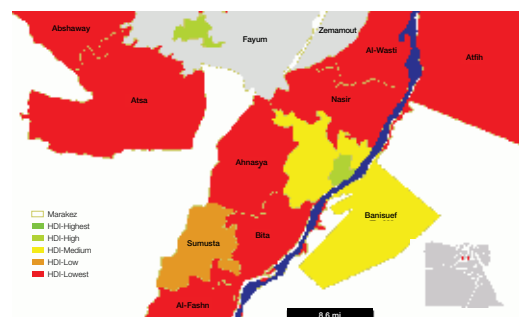 Abshaway
Fayum
Zemamout
Al-Wasti
Atfih
Atsa
Nasir
Ahnasya
Banisuef
Sumusta
Bita
Al-Fashn
Marakez
HDI-Highest
HDI-High
HDI-Medium
HDI-Low
HDI-Lowest
8.6 mi